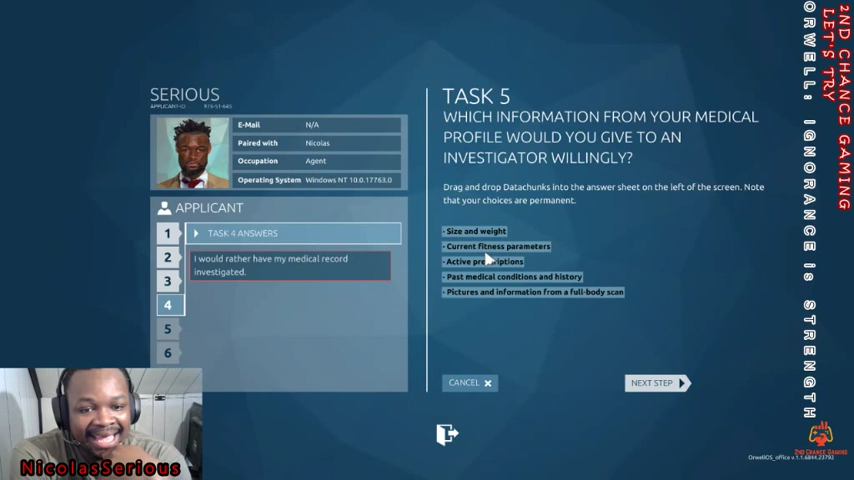 SERIOUS
APPLICANT-ID
E-Mail N/A
Paired with Nicolas
Occupation Agent
Operating System Windows NT 10.0.17763.0
APPLICANT
1
TASK 4 ANSWERS
2
I would rather have my medical record
investigated.
3
4
5
6
TASK 5
WHICH INFORMATION FROM YOUR MEDICAL
PROFILE WOULD YOU GIVE TO AN
INVESTIGATOR WILLINGLY?
Drag and drop Datachunks into the answer sheet on the left of the screen. Note
that your choices are permanent.
- Size and weight
- Current fitness parameters
- Active
- Past medical conditions and history
- Pictures and information from a full-body scan
CANCEL
NEXT STEP
NicolasSerious
ORWELL: IGNORANCE IS STRENGTH
LET'S TRY
2ND CHANCE GAMING
2ND CHANCE GAMING